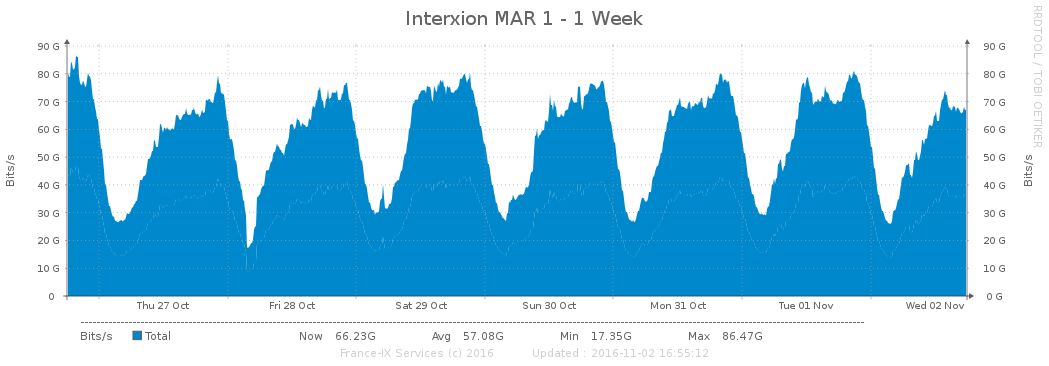 Interxion MAR 1 - 1 Week
RRDTOOL / TOBI OETIKER
90 G 90 G
80 G 80 G
70 G 70 G
60 G 60 G
50 G 50 G
40 G 40 G
30 G 30 G
20 G 20 G
10 G 10 G
0 0 G
Bits/s
Bits/s
Thu 27 Oct Fri 28 Oct Sat 29 Oct Sun 30 Oct Mon 31 Oct Tue 01 Nov Wed 02 Nov
Bits/s Total Now 66.23G Avg 57.08G Min 17.35G Max 86.47G
France-IX Services (c) 2016 Updated : 2016-11-02 16:55:12